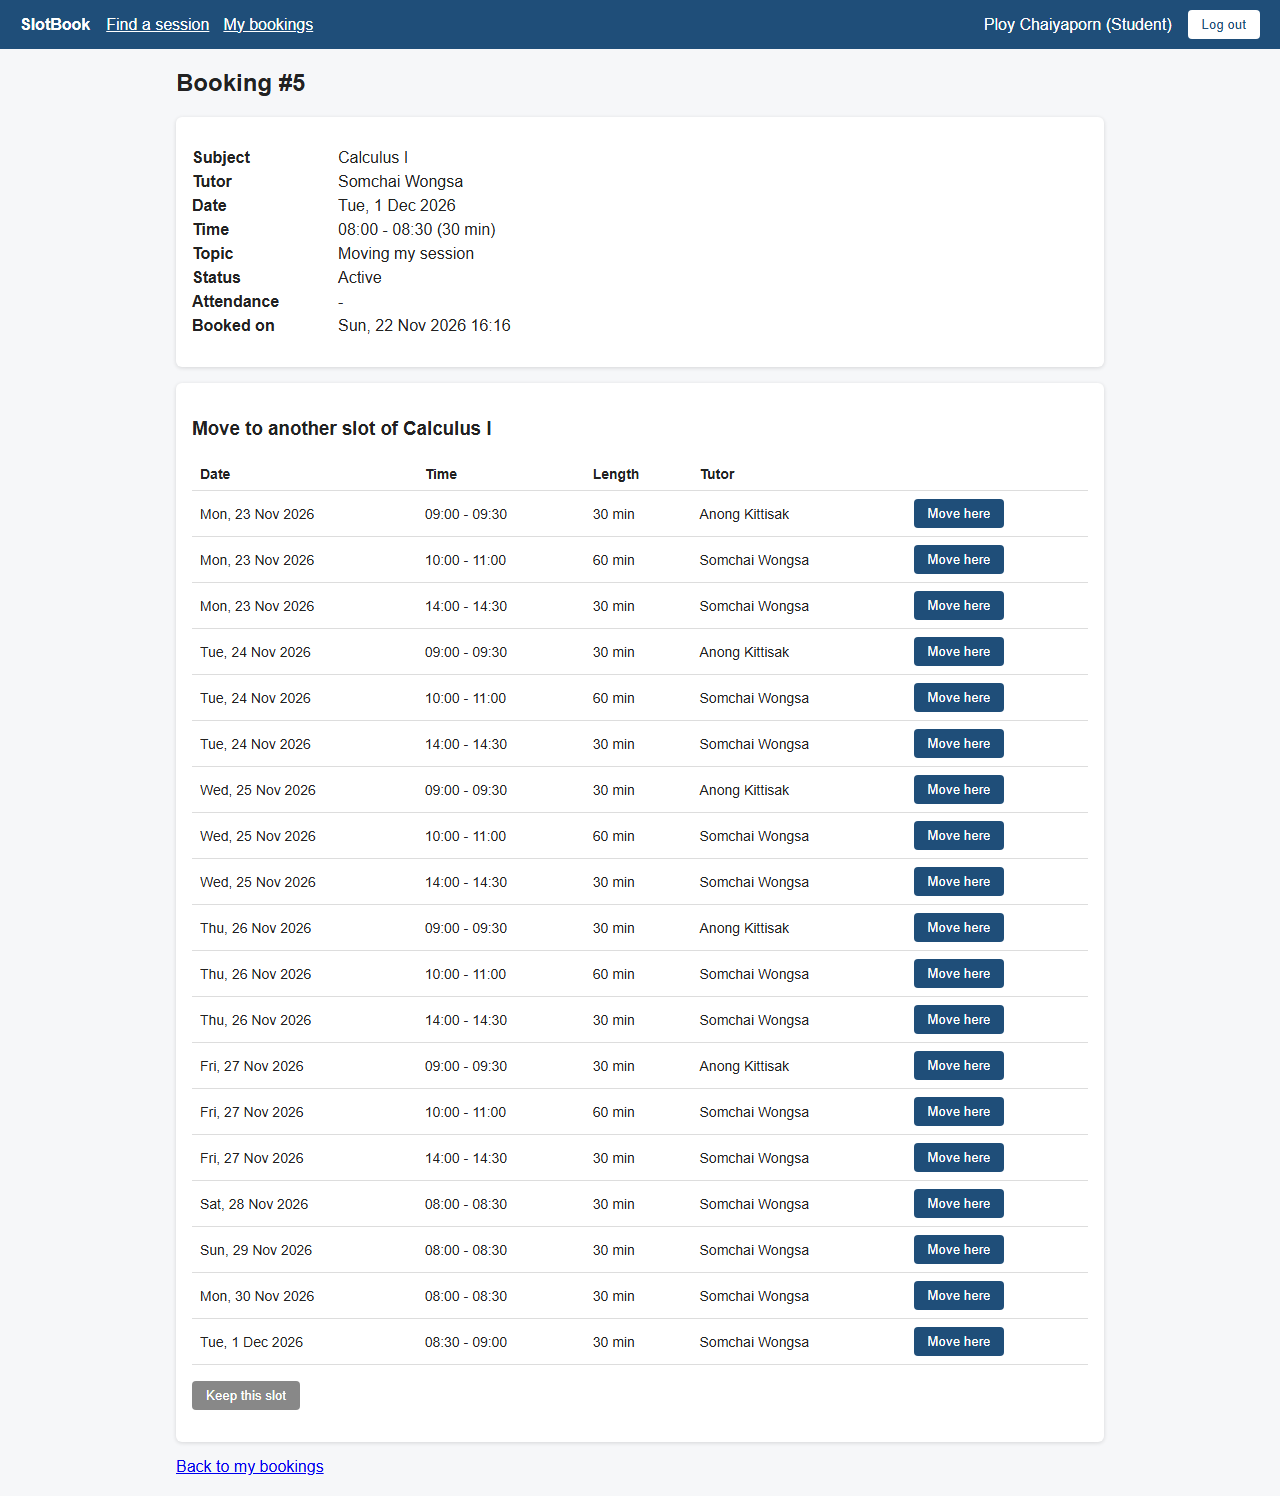 SlotBook Find a session My bookings Ploy Chaiyaporn (Student) Log out
Booking #5
Subject Calculus I
Tutor Somchai Wongsa
Date Tue, 1 Dec 2026
Time 08:00 - 08:30 (30 min)
Topic Moving my session
Status Active
Attendance -
Booked on Sun, 22 Nov 2026 16:16
Move to another slot of Calculus I
Date Time Length Tutor
Mon, 23 Nov 2026 09:00 - 09:30 30 min Anong Kittisak Move here
Mon, 23 Nov 2026 10:00 - 11:00 60 min Somchai Wongsa Move here
Mon, 23 Nov 2026 14:00 - 14:30 30 min Somchai Wongsa Move here
Tue, 24 Nov 2026 09:00 - 09:30 30 min Anong Kittisak Move here
Tue, 24 Nov 2026 10:00 - 11:00 60 min Somchai Wongsa Move here
Tue, 24 Nov 2026 14:00 - 14:30 30 min Somchai Wongsa Move here
Wed, 25 Nov 2026 09:00 - 09:30 30 min Anong Kittisak Move here
Wed, 25 Nov 2026 10:00 - 11:00 60 min Somchai Wongsa Move here
Wed, 25 Nov 2026 14:00 - 14:30 30 min Somchai Wongsa Move here
Thu, 26 Nov 2026 09:00 - 09:30 30 min Anong Kittisak Move here
Thu, 26 Nov 2026 10:00 - 11:00 60 min Somchai Wongsa Move here
Thu, 26 Nov 2026 14:00 - 14:30 30 min Somchai Wongsa Move here
Fri, 27 Nov 2026 09:00 - 09:30 30 min Anong Kittisak Move here
Fri, 27 Nov 2026 10:00 - 11:00 60 min Somchai Wongsa Move here
Fri, 27 Nov 2026 14:00 - 14:30 30 min Somchai Wongsa Move here
Sat, 28 Nov 2026 08:00 - 08:30 30 min Somchai Wongsa Move here
Sun, 29 Nov 2026 08:00 - 08:30 30 min Somchai Wongsa Move here
Mon, 30 Nov 2026 08:00 - 08:30 30 min Somchai Wongsa Move here
Tue, 1 Dec 2026 08:30 - 09:00 30 min Somchai Wongsa Move here
Keep this slot
Back to my bookings